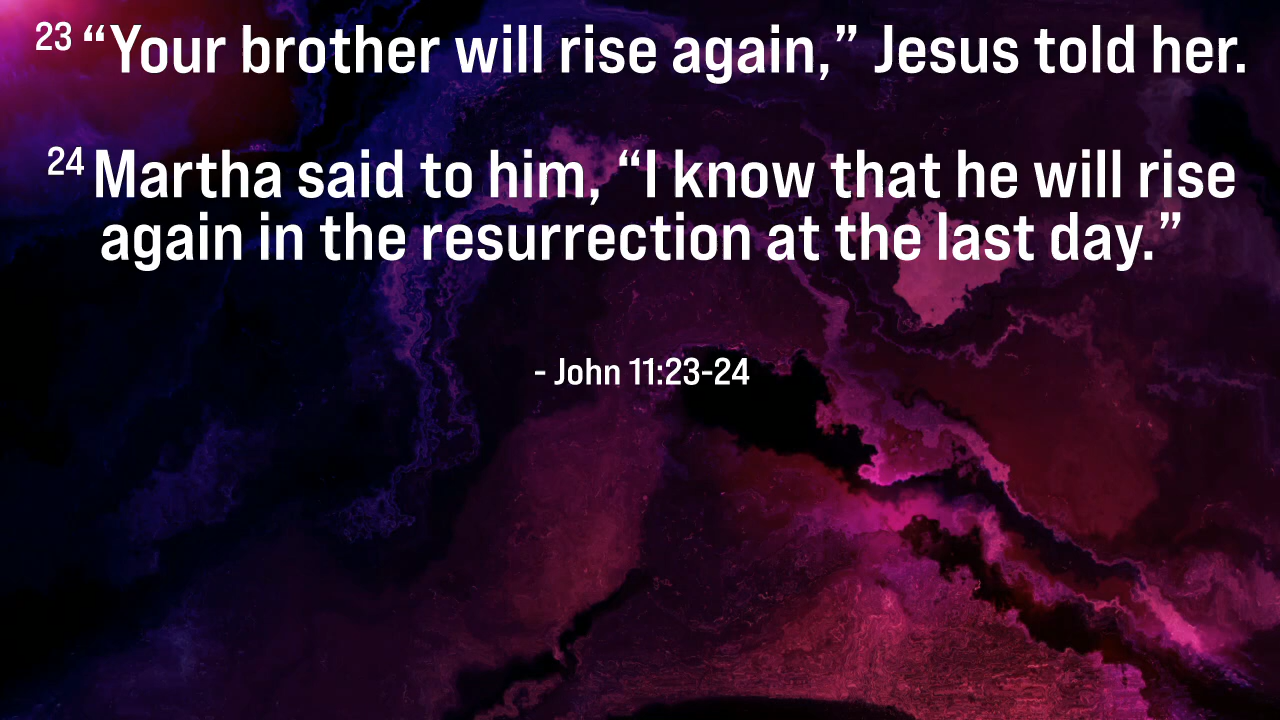 23 “Your brother will rise again,” Jesus told her.
24 Martha said to him, “I know that he will rise
again in the resurrection at the last day.”
- John 11:23-24